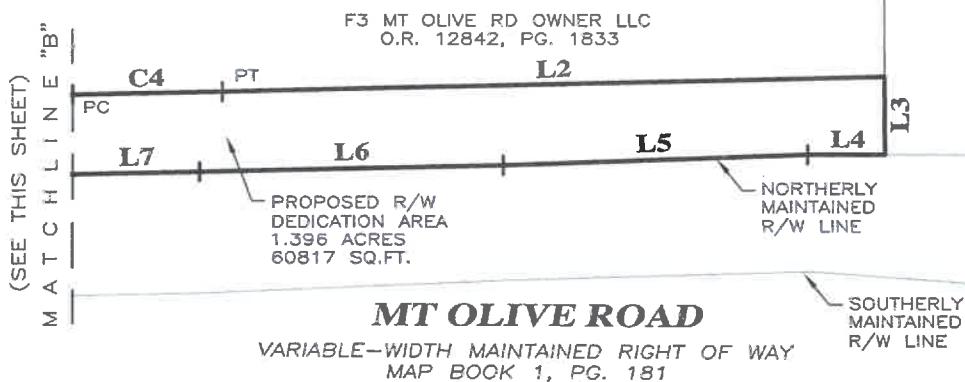 F3 MT OLIVE RD OWNER LLC
O.R. 12842, PG. 1833
(SEE THIS SHEET)
MATCHLINE "B"
C4
PT
L2
PC
L3
L7
L6
L5
L4
PROPOSED R/W
DEDICATION AREA
1.396 ACRES
60817 SQ.FT.
NORTHERLY
MAINTAINED
R/W LINE
MT OLIVE ROAD
VARIABLE-WIDTH MAINTAINED RIGHT OF WAY
MAP BOOK 1, PG. 181
SOUTHERLY
MAINTAINED
R/W LINE